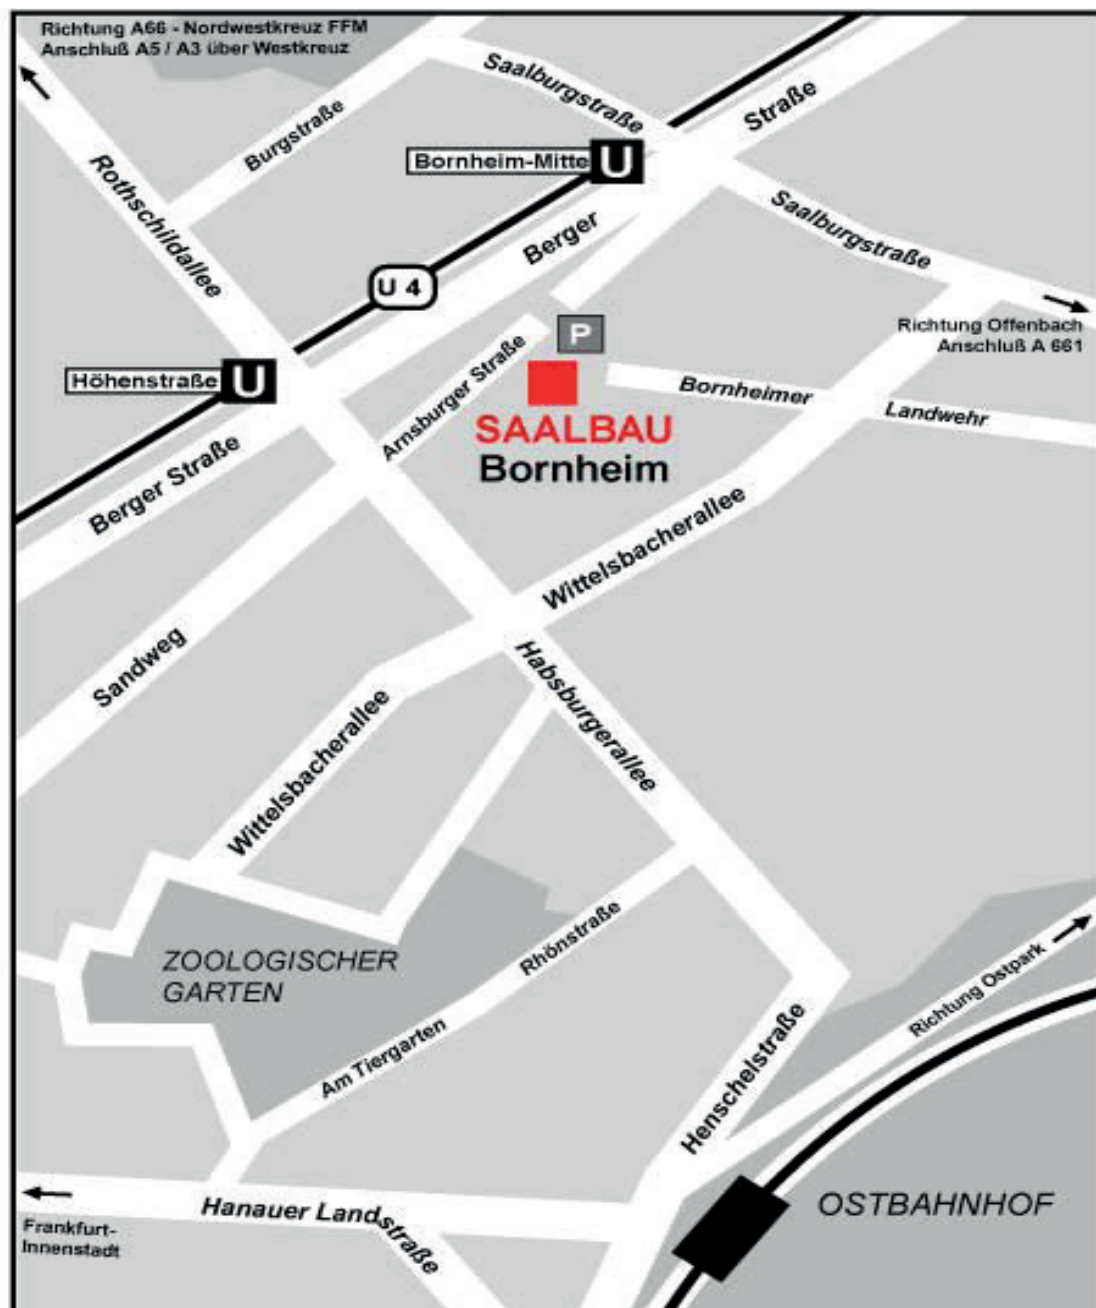 Richtung A66 - Nordwestkreuz FFM
Anschluß A5 / A3 über Westkreuz
Saalburgstraße
Straße
Burgstraße
Bornheim-Mitte U
Rothschildallee
Saalburgstraße
Berger
U 4
Richtung Offenbach
Anschluß A 661
P
Höhenstraße U
Arnsburger Straße
Bornheimer
Landwehr
SAALBAU
Bornheim
Berger Straße
Wittelsbacherallee
Sandweg
Habsburgerallee
Wittelsbacherallee
ZOOLOGISCHER
GARTEN
Rhönstraße
Richtung Ostpark
Am Tiergarten
Henschelstraße
OSTBAHNHOF
Hanauer Landstraße
Frankfurt-
Innenstadt